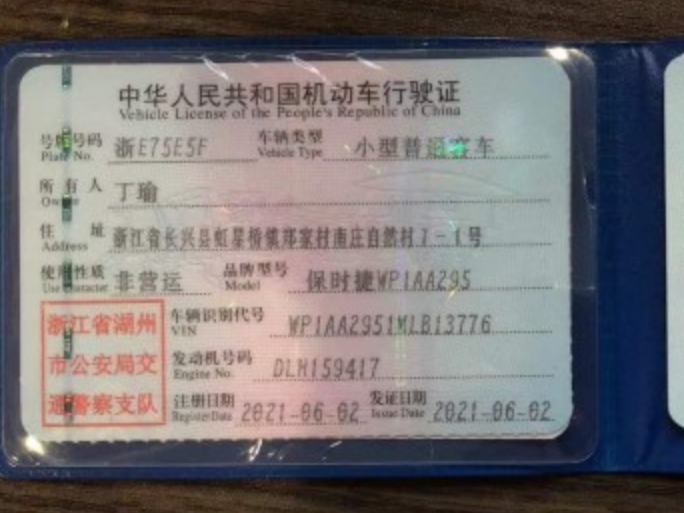 中华人民共和国机动车行驶证
Vehicle License of the People's Republic of China
号牌号码 浙E75E5F 车辆类型 小型普通客车
Plate No. Vehicle Type
所有人 丁瑜
Owner
住址 浙江省长兴县虹星桥镇郑家村南庄自然村7-1号
Address
使用性质 非营运 品牌型号 保时捷WP1AA295
Use Character Model
浙江省湖州 车辆识别代号 WP1AA2951MLB13776
VIN
市公安局交 发动机号码 DLH159417
Engine No.
通警察支队 注册日期 2021-06-02 发证日期 2021-06-02
Register Date Issue Date